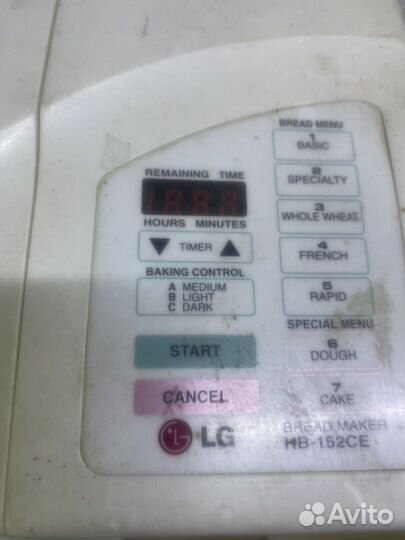 REMAINING TIME
HOURS MINUTES
▼ TIMER ▲
BAKING CONTROL
A MEDIUM
B LIGHT
C DARK
START
CANCEL
LG
BREAD MENU
1
BASIC
2
SPECIALTY
3
WHOLE WHEAT
4
FRENCH
5
RAPID
SPECIAL MENU
6
DOUGH
7
CAKE
BREAD MAKER
HB-152CE
Avito